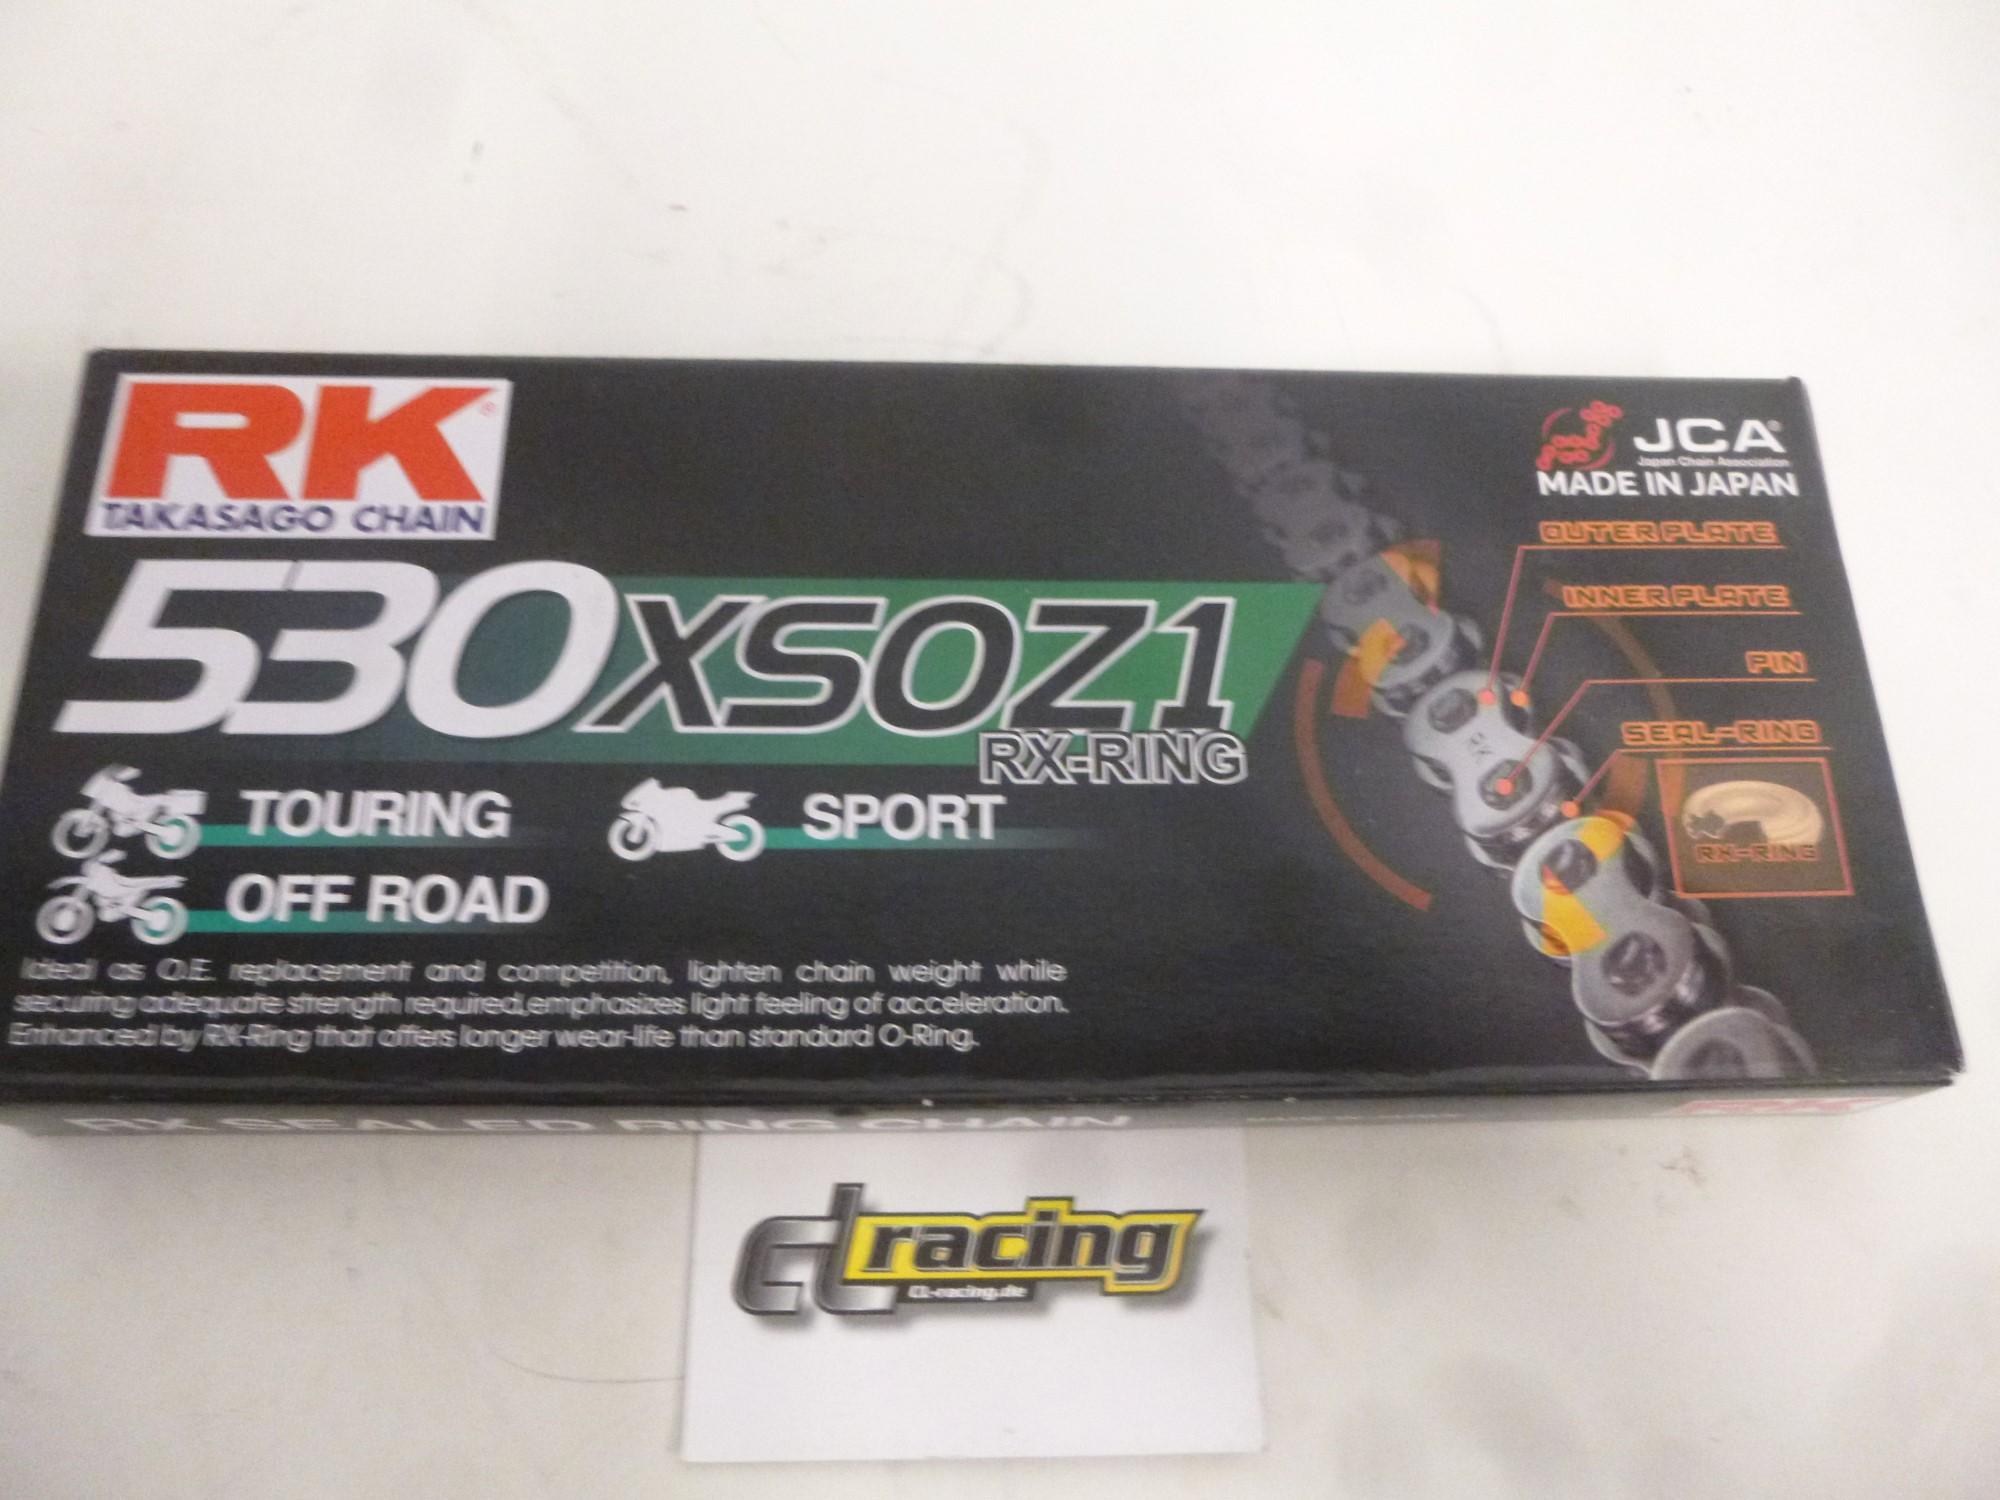 RK®
TAKASAGO CHAIN
530XSOZ1
RX-RING
TOURING
SPORT
OFF ROAD
Ideal as O.E. replacement and competition, lighten chain weight while
securing adequate strength required,emphasizes light feeling of acceleration.
Enhanced by RX-Ring that offers longer wear-life than standard O-Ring.
JCA®
Japan Chain Association
MADE IN JAPAN
OUTER PLATE
INNER PLATE
PIN
SEAL-RING
RX-RING
RK
RX SEALED RING CHAIN
RK
cl racing
CL-racing.de